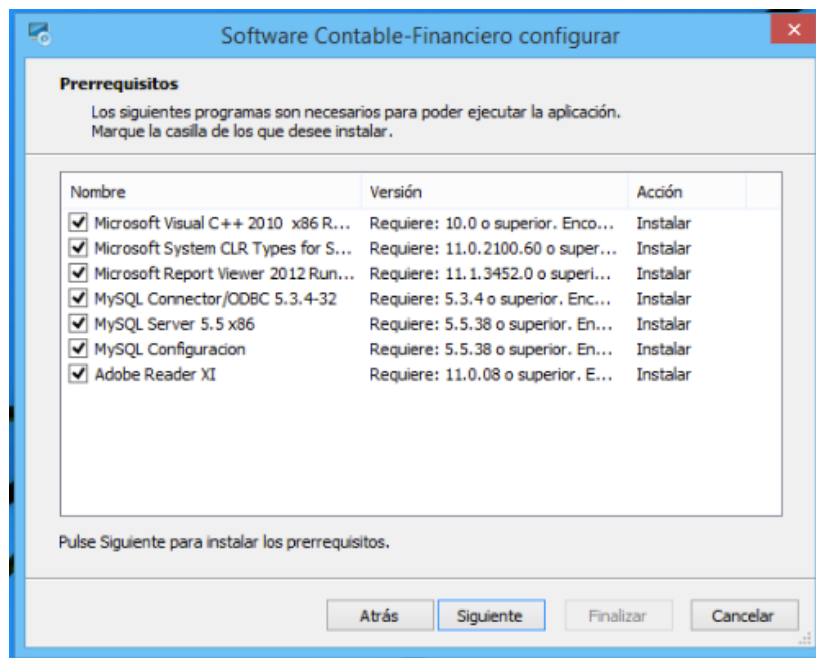 Software Contable-Financiero configurar
Prerrequisitos
Los siguientes programas son necesarios para poder ejecutar la aplicación.
Marque la casilla de los que desee instalar.
Nombre Versión Acción
Microsoft Visual C++ 2010 x86 R... Requiere: 10.0 o superior. Enco... Instalar
Microsoft System CLR Types for S... Requiere: 11.0.2100.60 o super... Instalar
Microsoft Report Viewer 2012 Run... Requiere: 11.1.3452.0 o superi... Instalar
MySQL Connector/ODBC 5.3.4-32 Requiere: 5.3.4 o superior. Enc... Instalar
MySQL Server 5.5 x86 Requiere: 5.5.38 o superior. En... Instalar
MySQL Configuracion Requiere: 5.5.38 o superior. En... Instalar
Adobe Reader XI Requiere: 11.0.08 o superior. E... Instalar
Pulse Siguiente para instalar los prerrequisitos.
Atrás Siguiente Finalizar Cancelar